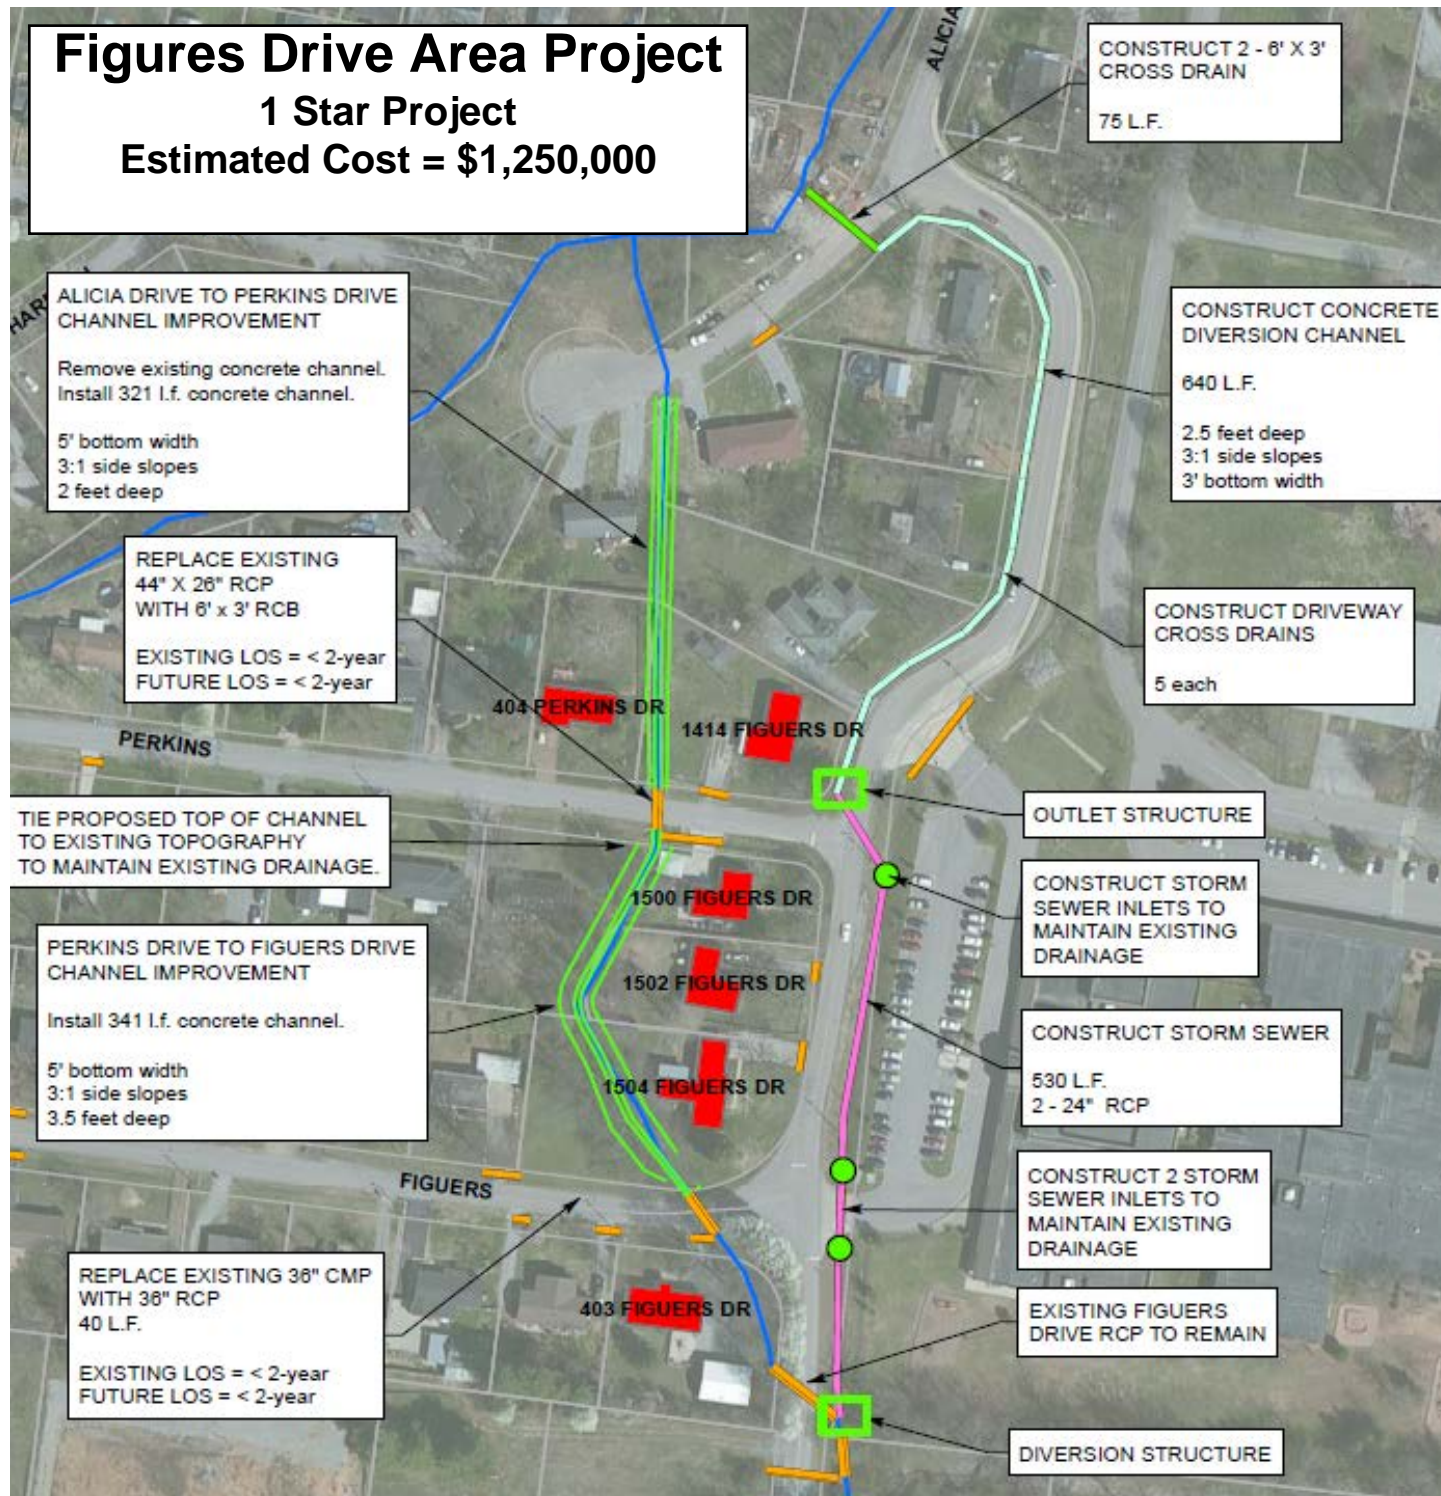 Figures Drive Area Project
1 Star Project
Estimated Cost = $1,250,000
ALICIA
CONSTRUCT 2 - 6' X 3'
CROSS DRAIN
75 L.F.
ALICIA DRIVE TO PERKINS DRIVE
CHANNEL IMPROVEMENT
Remove existing concrete channel.
Install 321 l.f. concrete channel.
5' bottom width
3:1 side slopes
2 feet deep
CONSTRUCT CONCRETE
DIVERSION CHANNEL
640 L.F.
2.5 feet deep
3:1 side slopes
3' bottom width
REPLACE EXISTING
44" X 26" RCP
WITH 6' x 3' RCB
EXISTING LOS = < 2-year
FUTURE LOS = < 2-year
CONSTRUCT DRIVEWAY
CROSS DRAINS
5 each
404 PERKINS DR
1414 FIGUERS DR
PERKINS
TIE PROPOSED TOP OF CHANNEL
TO EXISTING TOPOGRAPHY
TO MAINTAIN EXISTING DRAINAGE.
OUTLET STRUCTURE
1500 FIGUERS DR
CONSTRUCT STORM
SEWER INLETS TO
MAINTAIN EXISTING
DRAINAGE
PERKINS DRIVE TO FIGUERS DRIVE
CHANNEL IMPROVEMENT
Install 341 l.f. concrete channel.
5' bottom width
3:1 side slopes
3.5 feet deep
1502 FIGUERS DR
1504 FIGUERS DR
CONSTRUCT STORM SEWER
530 L.F.
2 - 24" RCP
FIGUERS
CONSTRUCT 2 STORM
SEWER INLETS TO
MAINTAIN EXISTING
DRAINAGE
REPLACE EXISTING 36" CMP
WITH 36" RCP
40 L.F.
EXISTING LOS = < 2-year
FUTURE LOS = < 2-year
403 FIGUERS DR
EXISTING FIGUERS
DRIVE RCP TO REMAIN
DIVERSION STRUCTURE